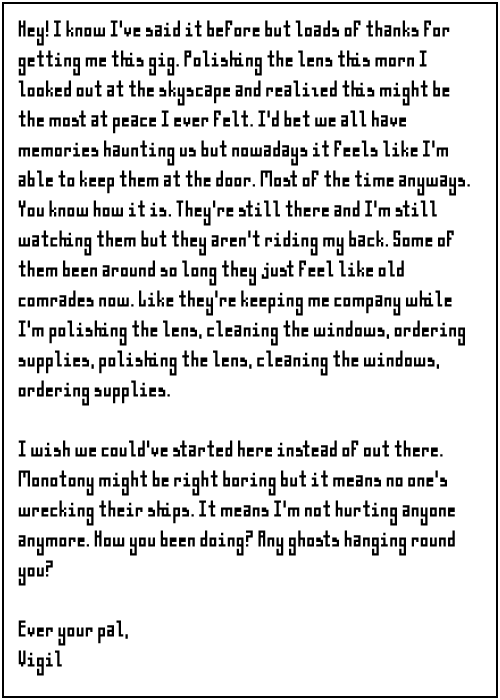 Hey! I know I've said it before but loads of thanks for
getting me this gig. Polishing the lens this morn I
looked out at the skyscape and realized this might be
the most at peace I ever felt. I'd bet we all have
memories haunting us but nowadays it feels like I'm
able to keep them at the door. Most of the time anyways.
You know how it is. They're still there and I'm still
watching them but they aren't riding my back. Some of
them been around so long they just feel like old
comrades now. Like they're keeping me company while
I'm polishing the lens, cleaning the windows, ordering
supplies, polishing the lens, cleaning the windows,
ordering supplies.

I wish we could've started here instead of out there.
Monotony might be right boring but it means no one's
wrecking their ships. It means I'm not hurting anyone
anymore. How you been doing? Any ghosts hanging round
you?

Ever your pal,
Vigil